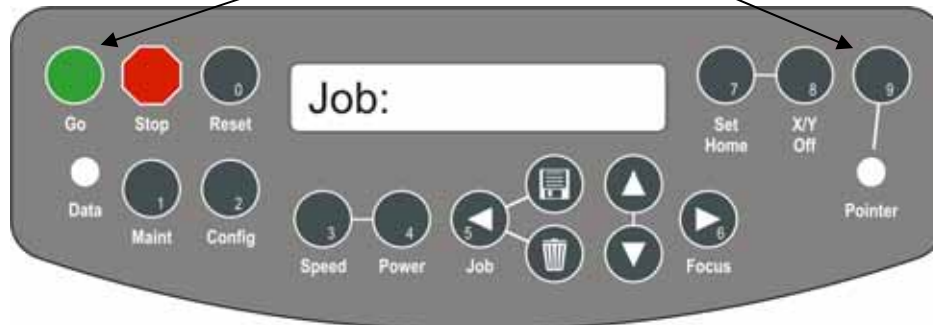 Job:
0
7
8
9
Go
Stop
Reset
Set
Home
X/Y
Off
Data
1
2
Maint
Config
3
4
5
6
Speed
Power
Job
Focus
Pointer